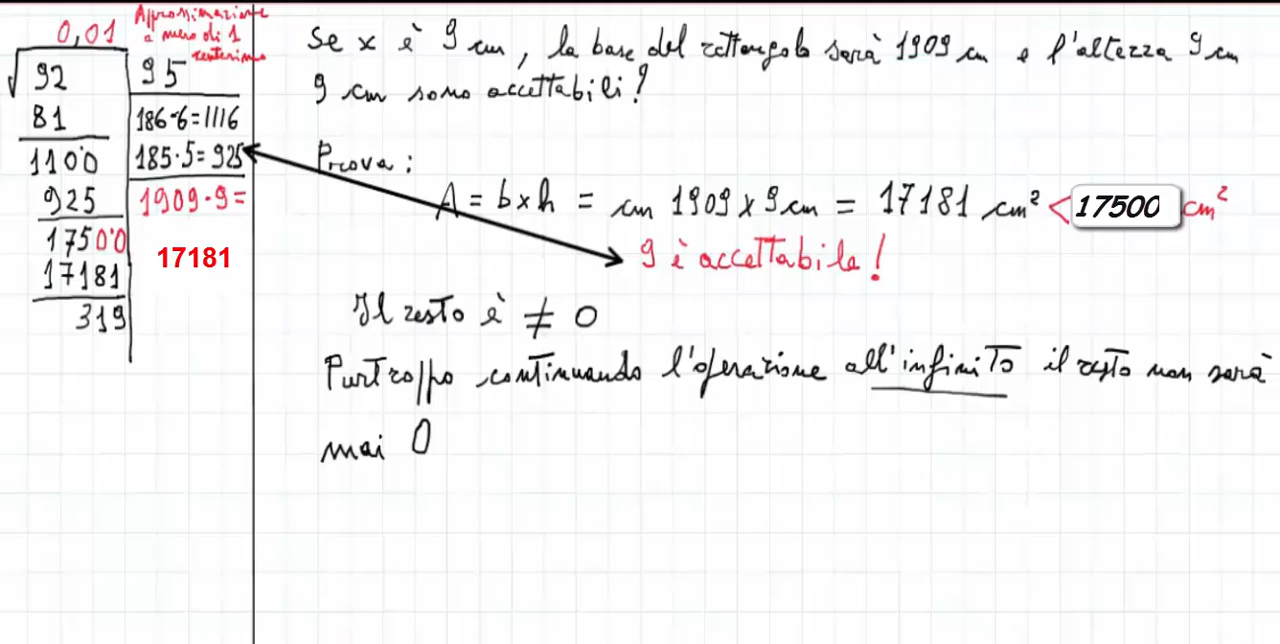 0,01 Approssimazione
a meno di 1
centesimo
√92 95
81 186·6=1116
1100 185·5=925
925 1909·9=
17500 17181
17181
319
Se x è 9 cm, la base del rettangolo sarà 1909 cm e l'altezza 9 cm
9 cm sono accettabili?
Prova:
A = b x h = cm 1909 x 9 cm = 17181 cm² < 17500 cm²
9 è accettabile!
Il resto è ≠ 0
Purtroppo continuando l'operazione all'infinito il resto non sarà
mai 0